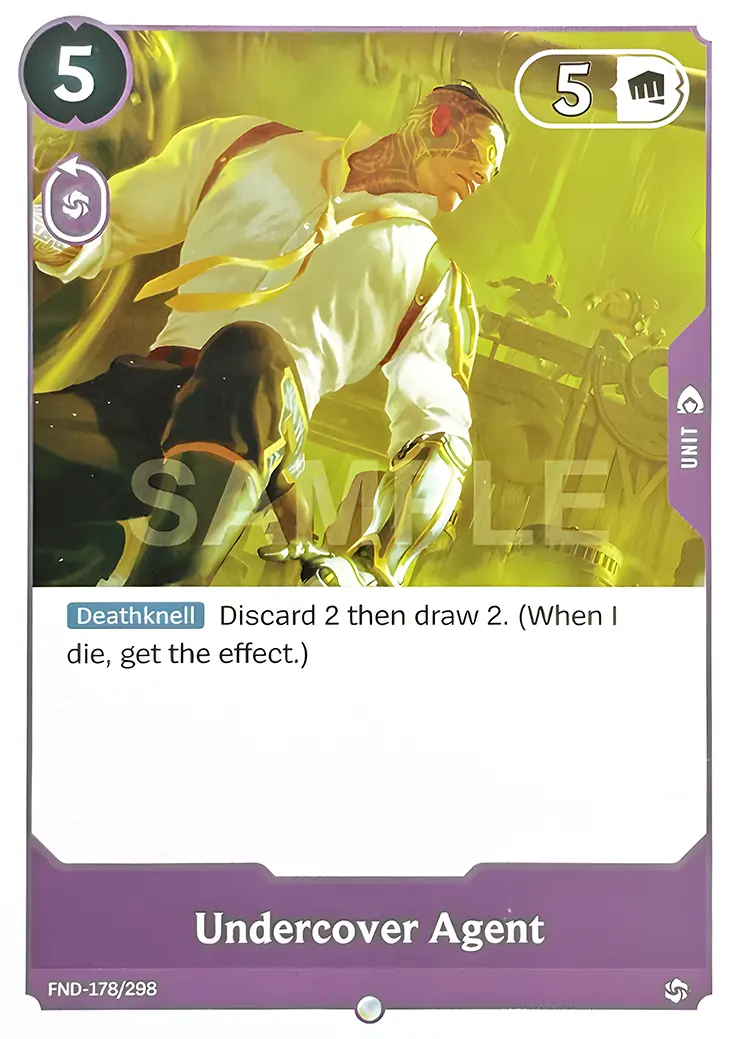 5
5
UNIT
SAMPLE
Deathknell Discard 2 then draw 2. (When I
die, get the effect.)
Undercover Agent
FND-178/298